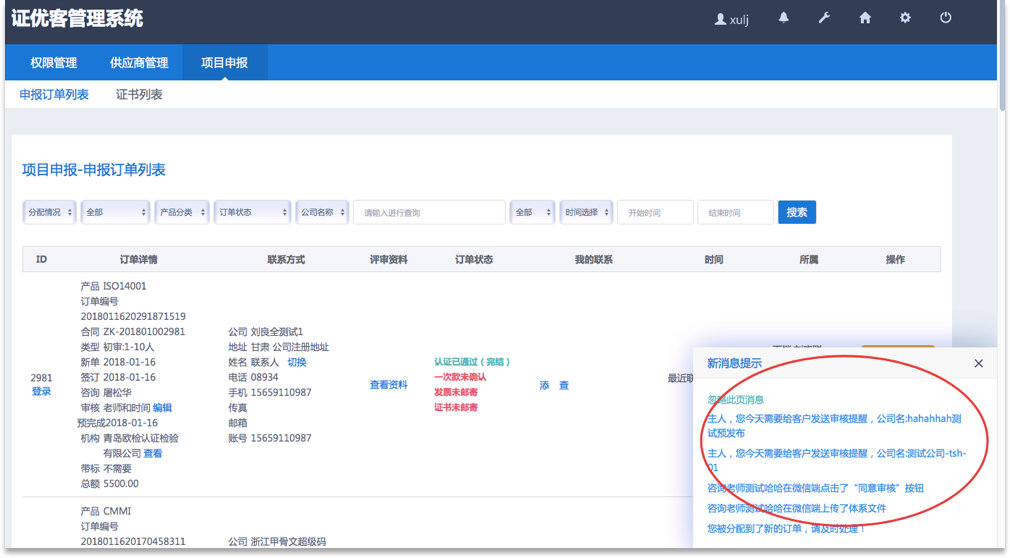 证优客管理系统
xulj
权限管理 供应商管理 项目申报
申报订单列表 证书列表
项目申报-申报订单列表
分配情况 全部 产品分类 订单状态 公司名称 请输入进行查询 全部 时间选择 开始时间 结束时间 搜索
ID 订单详情 联系方式 评审资料 订单状态 我的联系 时间 所属 操作
2981
登录
产品 ISO14001
订单编号
2018011620291871519
合同 ZK-201801002981
类型 初审:1-10人
新单 2018-01-16
签订 2018-01-16
咨询 屠松华
审核 老师和时间 编辑
预完成2018-01-16
机构 青岛欧检认证检验
有限公司 查看
带标 不需要
总额 5500.00
公司 刘良全测试1
地址 甘肃 公司注册地址
姓名 联系人 切换
电话 08934
手机 15659110987
传真
邮箱
账号 15659110987
查看资料
认证已通过（完结）
一次款未确认
发票未邮寄
证书未邮寄
添 查
最近联
新消息提示
忽略此页消息
主人，您今天需要给客户发送审核提醒，公司名:hahahhah测
试预发布
主人，您今天需要给客户发送审核提醒，公司名:测试公司-tsh-
01
咨询老师测试哈哈在微信端点击了“同意审核”按钮
咨询老师测试哈哈在微信端上传了体系文件
您被分配到了新的订单，请及时处理！
产品 CMMI
订单编号
2018011620170458311
公司 浙江甲骨文超级码